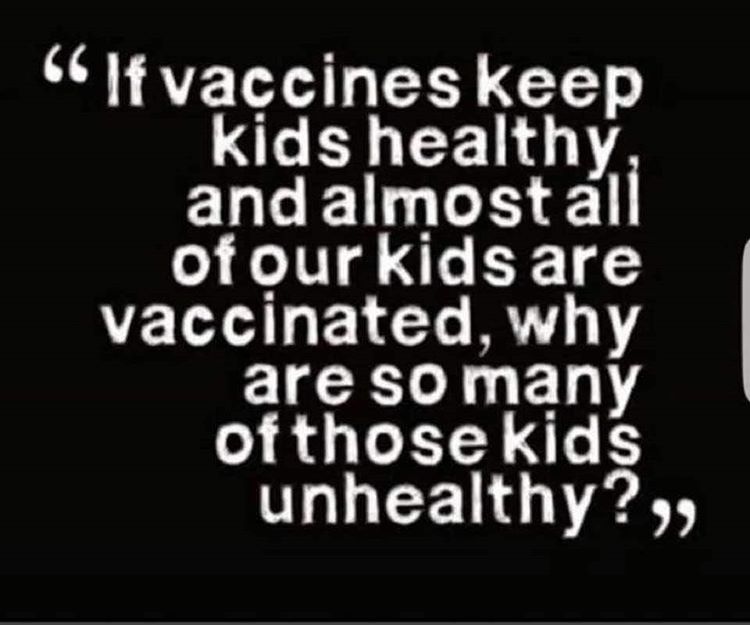 “If vaccines keep
kids healthy,
and almost all
of our kids are
vaccinated, why
are so many
of those kids
unhealthy?”